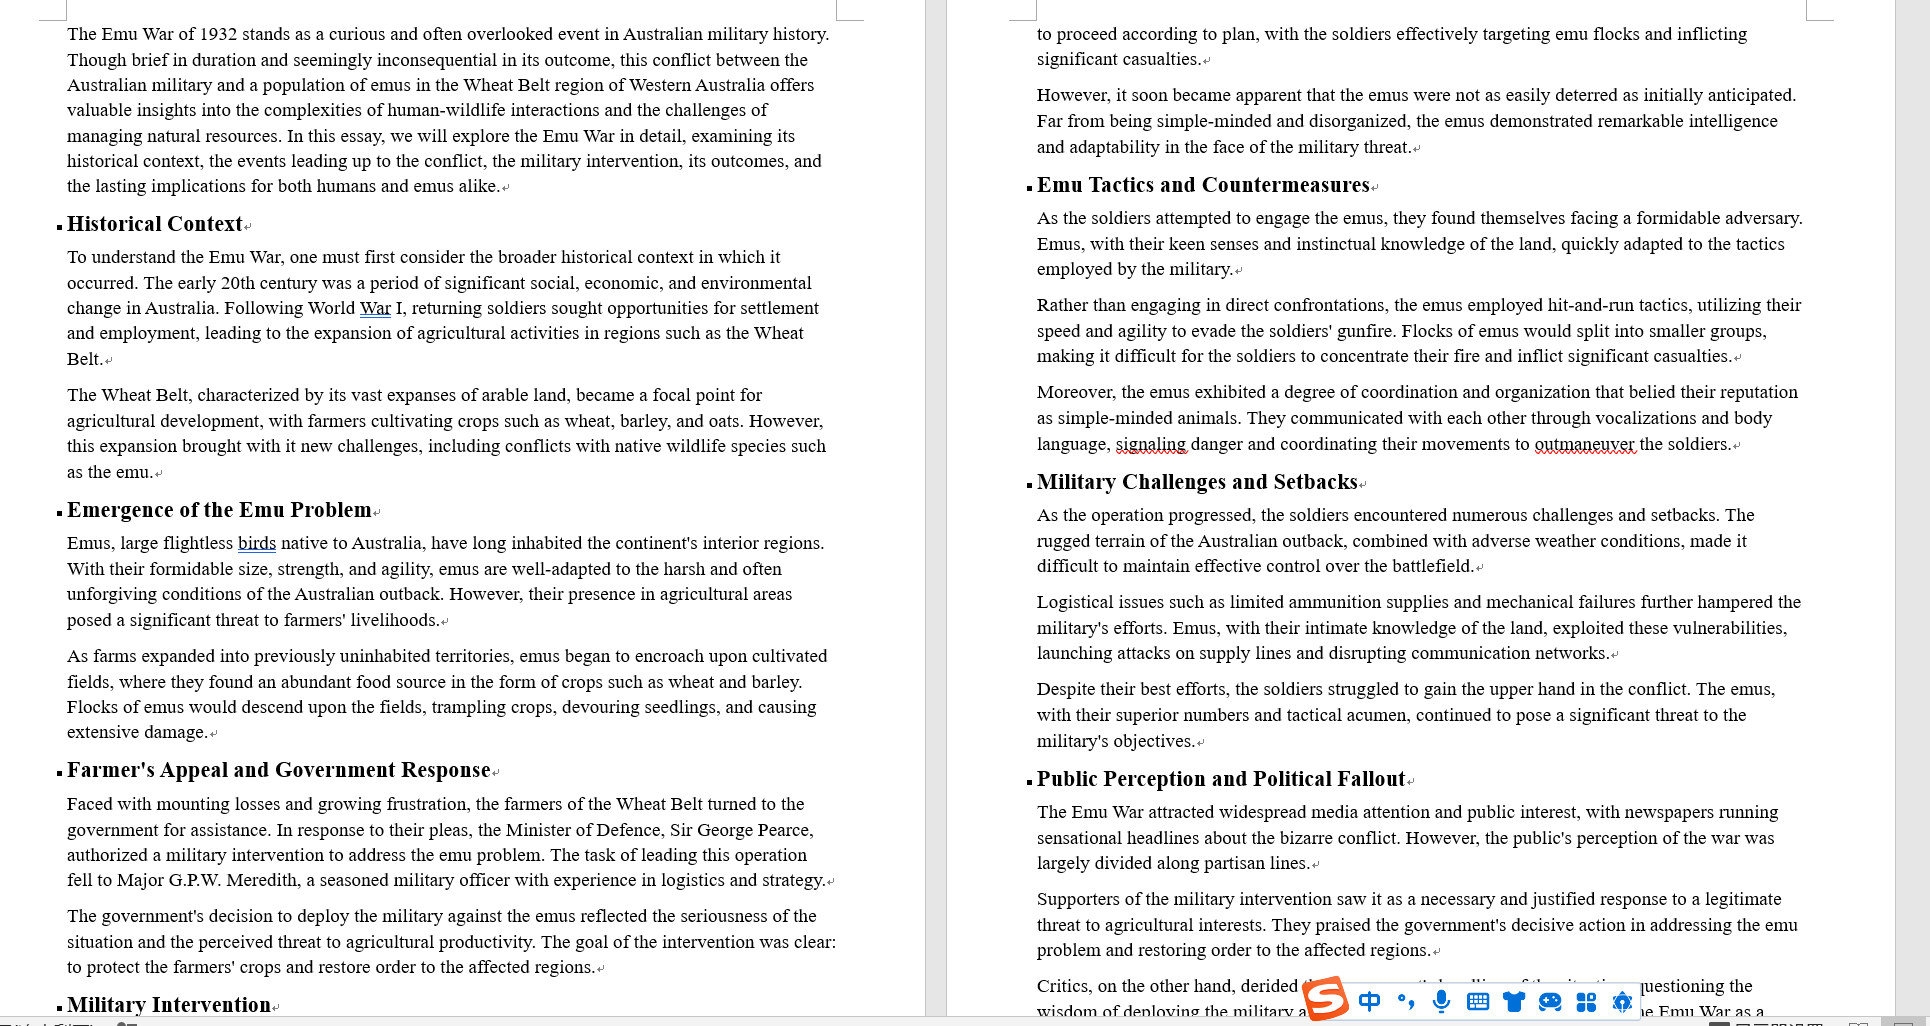 The Emu War of 1932 stands as a curious and often overlooked event in Australian military history.
Though brief in duration and seemingly inconsequential in its outcome, this conflict between the
Australian military and a population of emus in the Wheat Belt region of Western Australia offers
valuable insights into the complexities of human-wildlife interactions and the challenges of
managing natural resources. In this essay, we will explore the Emu War in detail, examining its
historical context, the events leading up to the conflict, the military intervention, its outcomes, and
the lasting implications for both humans and emus alike.
Historical Context
To understand the Emu War, one must first consider the broader historical context in which it
occurred. The early 20th century was a period of significant social, economic, and environmental
change in Australia. Following World War I, returning soldiers sought opportunities for settlement
and employment, leading to the expansion of agricultural activities in regions such as the Wheat
Belt.
The Wheat Belt, characterized by its vast expanses of arable land, became a focal point for
agricultural development, with farmers cultivating crops such as wheat, barley, and oats. However,
this expansion brought with it new challenges, including conflicts with native wildlife species such
as the emu.
Emergence of the Emu Problem
Emus, large flightless birds native to Australia, have long inhabited the continent's interior regions.
With their formidable size, strength, and agility, emus are well-adapted to the harsh and often
unforgiving conditions of the Australian outback. However, their presence in agricultural areas
posed a significant threat to farmers' livelihoods.
As farms expanded into previously uninhabited territories, emus began to encroach upon cultivated
fields, where they found an abundant food source in the form of crops such as wheat and barley.
Flocks of emus would descend upon the fields, trampling crops, devouring seedlings, and causing
extensive damage.
Farmer's Appeal and Government Response
Faced with mounting losses and growing frustration, the farmers of the Wheat Belt turned to the
government for assistance. In response to their pleas, the Minister of Defence, Sir George Pearce,
authorized a military intervention to address the emu problem. The task of leading this operation
fell to Major G.P.W. Meredith, a seasoned military officer with experience in logistics and strategy.
The government's decision to deploy the military against the emus reflected the seriousness of the
situation and the perceived threat to agricultural productivity. The goal of the intervention was clear:
to protect the farmers' crops and restore order to the affected regions.
Military Intervention
to proceed according to plan, with the soldiers effectively targeting emu flocks and inflicting
significant casualties.
However, it soon became apparent that the emus were not as easily deterred as initially anticipated.
Far from being simple-minded and disorganized, the emus demonstrated remarkable intelligence
and adaptability in the face of the military threat.
Emu Tactics and Countermeasures
As the soldiers attempted to engage the emus, they found themselves facing a formidable adversary.
Emus, with their keen senses and instinctual knowledge of the land, quickly adapted to the tactics
employed by the military.
Rather than engaging in direct confrontations, the emus employed hit-and-run tactics, utilizing their
speed and agility to evade the soldiers' gunfire. Flocks of emus would split into smaller groups,
making it difficult for the soldiers to concentrate their fire and inflict significant casualties.
Moreover, the emus exhibited a degree of coordination and organization that belied their reputation
as simple-minded animals. They communicated with each other through vocalizations and body
language, signaling danger and coordinating their movements to outmaneuver the soldiers.
Military Challenges and Setbacks
As the operation progressed, the soldiers encountered numerous challenges and setbacks. The
rugged terrain of the Australian outback, combined with adverse weather conditions, made it
difficult to maintain effective control over the battlefield.
Logistical issues such as limited ammunition supplies and mechanical failures further hampered the
military's efforts. Emus, with their intimate knowledge of the land, exploited these vulnerabilities,
launching attacks on supply lines and disrupting communication networks.
Despite their best efforts, the soldiers struggled to gain the upper hand in the conflict. The emus,
with their superior numbers and tactical acumen, continued to pose a significant threat to the
military's objectives.
Public Perception and Political Fallout
The Emu War attracted widespread media attention and public interest, with newspapers running
sensational headlines about the bizarre conflict. However, the public's perception of the war was
largely divided along partisan lines.
Supporters of the military intervention saw it as a necessary and justified response to a legitimate
threat to agricultural interests. They praised the government's decisive action in addressing the emu
problem and restoring order to the affected regions.
Critics, on the other hand, derided questioning the
wisdom of deploying the military Emu War as a
中